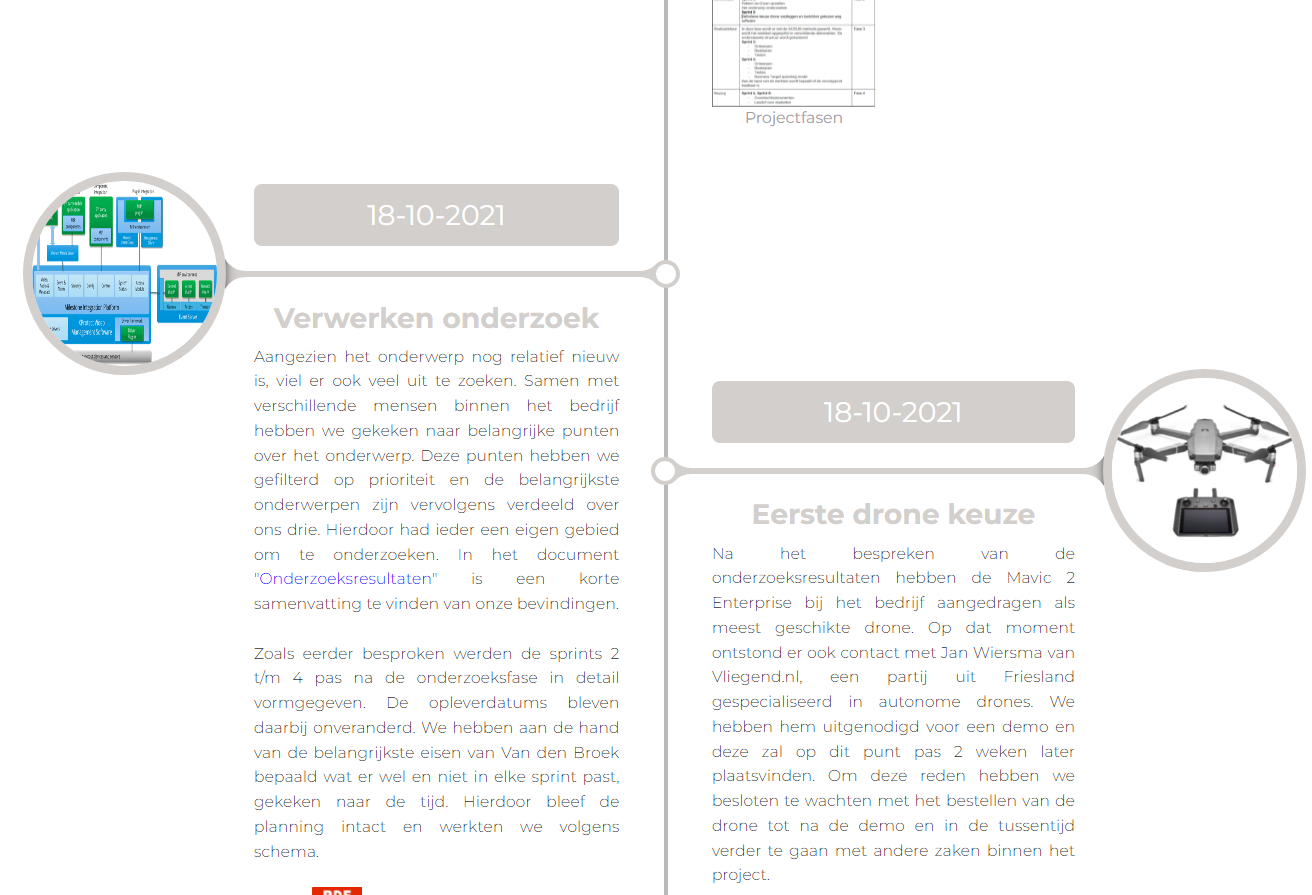 Sprint 2:
Projectfasen
18-10-2021
Verwerken onderzoek
Aangezien het onderwerp nog relatief nieuw
is, viel er ook veel uit te zoeken. Samen met
verschillende mensen binnen het bedrijf
hebben we gekeken naar belangrijke punten
over het onderwerp. Deze punten hebben we
gefilterd op prioriteit en de belangrijkste
onderwerpen zijn vervolgens verdeeld over
ons drie. Hierdoor had ieder een eigen gebied
om te onderzoeken. In het document
"Onderzoeksresultaten" is een korte
samenvatting te vinden van onze bevindingen.
Zoals eerder besproken werden de sprints 2
t/m 4 pas na de onderzoeksfase in detail
vormgegeven. De opleverdatums bleven
daarbij onveranderd. We hebben aan de hand
van de belangrijkste eisen van Van den Broek
bepaald wat er wel en niet in elke sprint past,
gekeken naar de tijd. Hierdoor bleef de
planning intact en werkten we volgens
schema.
Milestone Integration Platform
XProtect Video
Management Software
18-10-2021
Eerste drone keuze
Na het bespreken van de
onderzoeksresultaten hebben de Mavic 2
Enterprise bij het bedrijf aangedragen als
meest geschikte drone. Op dat moment
ontstond er ook contact met Jan Wiersma van
Vliegend.nl, een partij uit Friesland
gespecialiseerd in autonome drones. We
hebben hem uitgenodigd voor een demo en
deze zal op dit punt pas 2 weken later
plaatsvinden. Om deze reden hebben we
besloten te wachten met het bestellen van de
drone tot na de demo en in de tussentijd
verder te gaan met andere zaken binnen het
project.